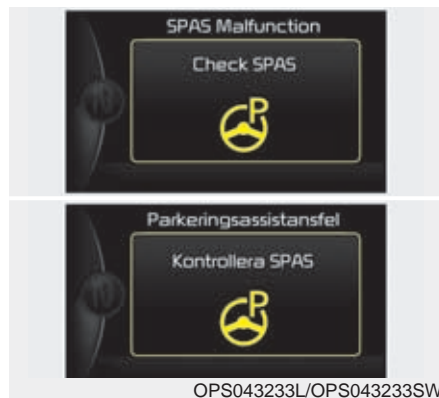 SPAS Malfunction
Check SPAS
P
Parkeringsassistansfel
Kontrollera SPAS
P
OPS043233L/OPS043233SW